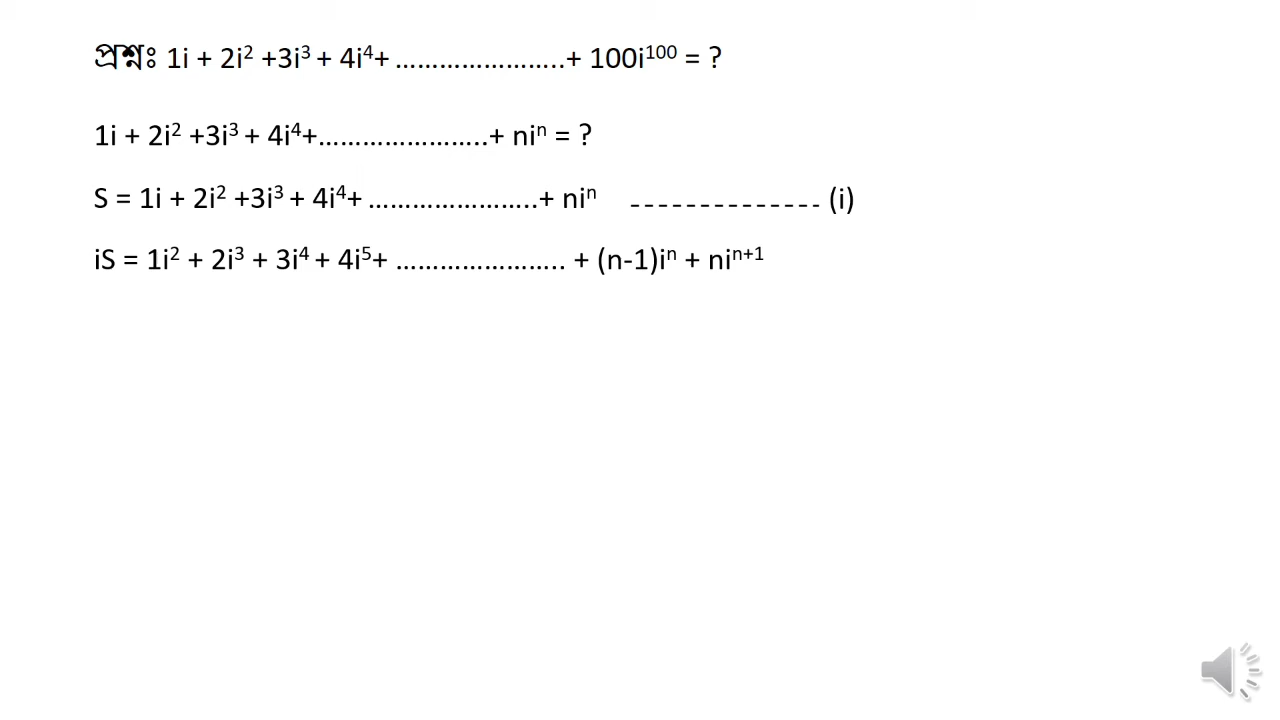 প্রশ্নঃ 1i + 2i² +3i³ + 4i⁴+ …………………..+ 100i¹⁰⁰ = ?
1i + 2i² +3i³ + 4i⁴+…………………..+ niⁿ = ?
S = 1i + 2i² +3i³ + 4i⁴+ …………………..+ niⁿ -------------- (i)
iS = 1i² + 2i³ + 3i⁴ + 4i⁵+ ………………….. + (n-1)iⁿ + niⁿ⁺¹